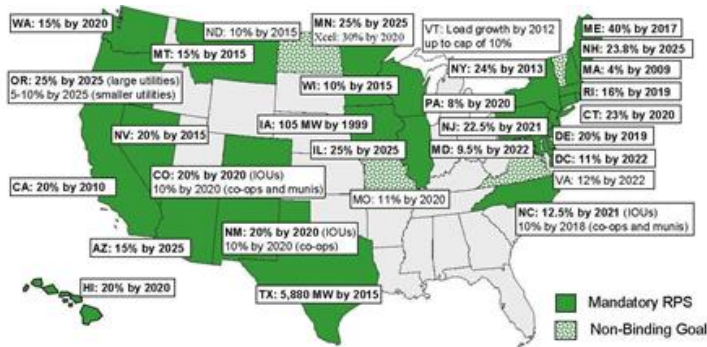 WA: 15% by 2020
ND: 10% by 2015
MN: 25% by 2025
Xcel: 30% by 2020
VT: Load growth by 2012
up to cap of 10%
ME: 40% by 2017
MT: 15% by 2015
NH: 23.8% by 2025
OR: 25% by 2025 (large utilities)
5-10% by 2025 (smaller utilities)
WI: 10% by 2015
NY: 24% by 2013
MA: 4% by 2009
RI: 16% by 2019
PA: 8% by 2020
CT: 23% by 2020
NV: 20% by 2015
IA: 105 MW by 1999
NJ: 22.5% by 2021
DE: 20% by 2019
IL: 25% by 2025
MD: 9.5% by 2022
DC: 11% by 2022
CA: 20% by 2010
CO: 20% by 2020 (IOUs)
10% by 2020 (co-ops and munis)
VA: 12% by 2022
MO: 11% by 2020
AZ: 15% by 2025
NM: 20% by 2020 (IOUs)
10% by 2020 (co-ops)
NC: 12.5% by 2021 (IOUs)
10% by 2018 (co-ops and munis)
HI: 20% by 2020
TX: 5,880 MW by 2015
Mandatory RPS
Non-Binding Goal